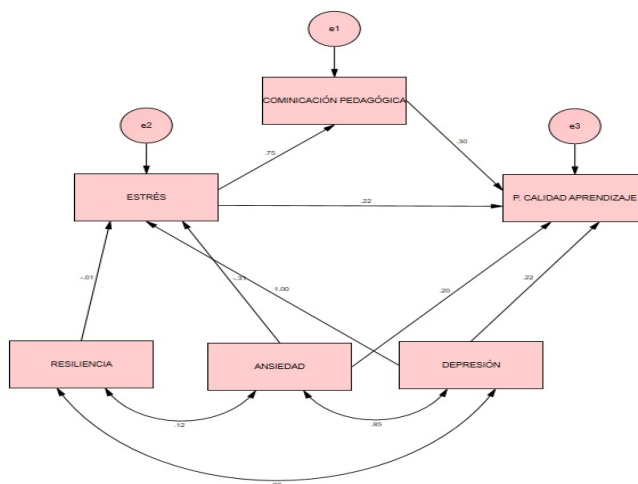 e1
COMINICACIÓN PEDAGÓGICA
e2
e3
.75
.30
ESTRÉS
.22
P. CALIDAD APRENDIZAJE
-.01
-.31
1.00
.20
.22
RESILIENCIA
ANSIEDAD
DEPRESIÓN
.12
.85